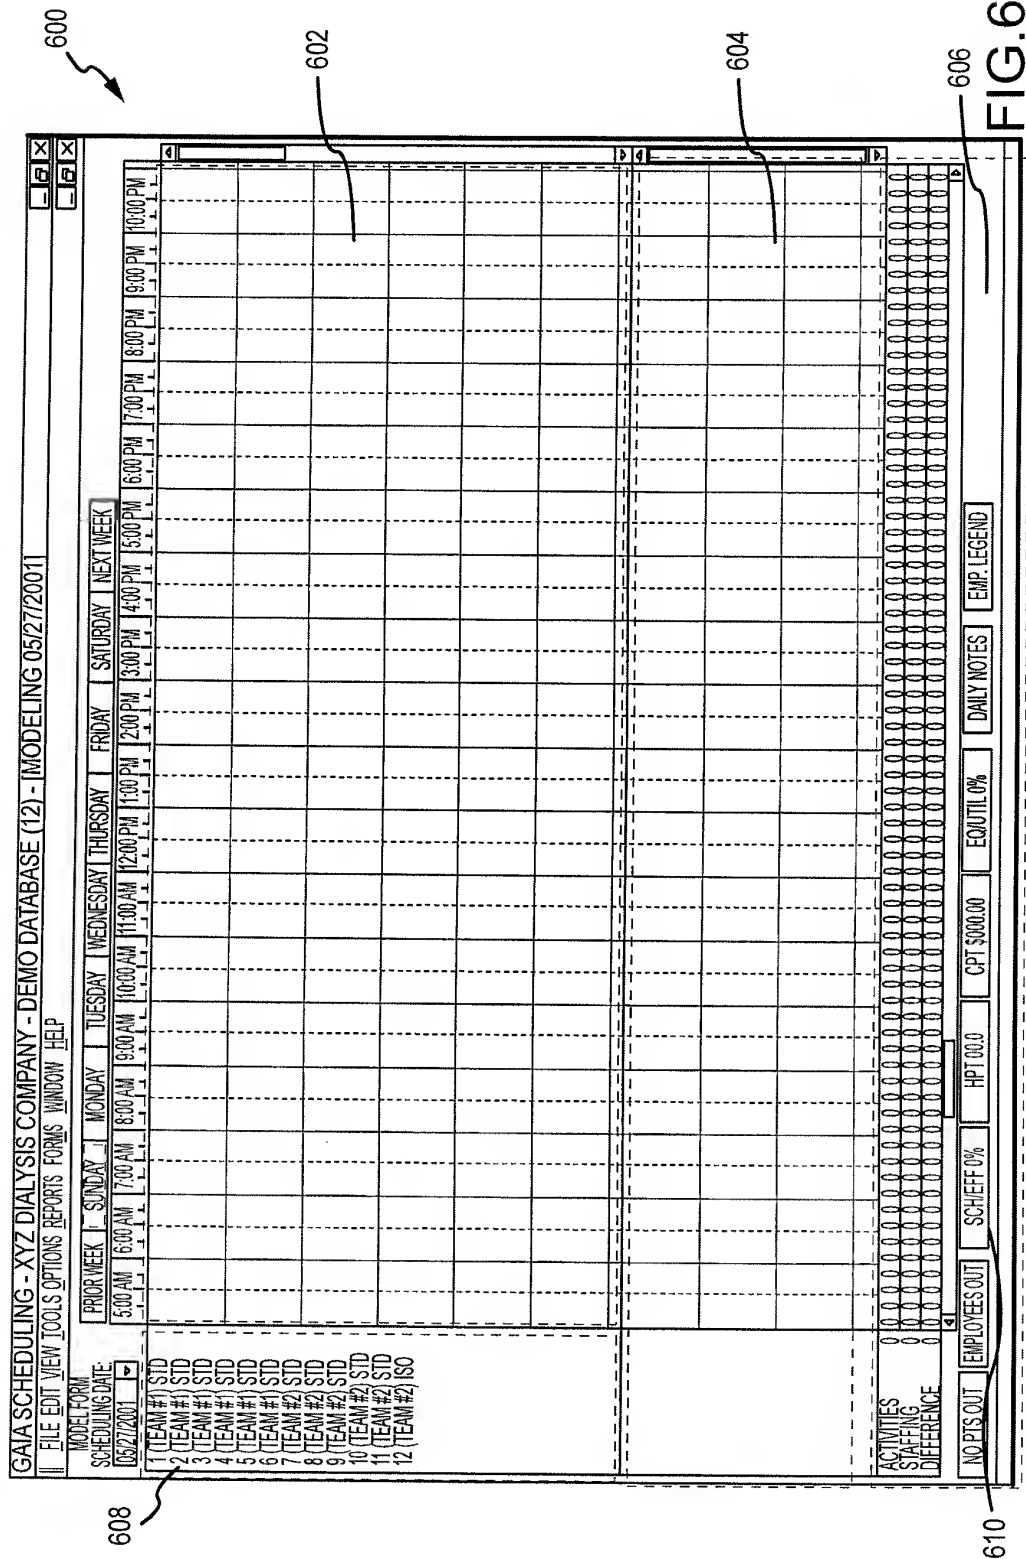 GAIA SCHEDULING - XYZ DIALYSIS COMPANY - DEMO DATABASE (12) - [MODELING 05/27/2001]
FILE EDIT VIEW TOOLS OPTIONS REPORTS FORMS WINDOW HELP
MODEL FORM
SCHEDULING DATE:
05/27/2001
PRIOR WEEK SUNDAY MONDAY TUESDAY WEDNESDAY THURSDAY FRIDAY SATURDAY NEXT WEEK
5:00 AM 6:00 AM 7:00 AM 8:00 AM 9:00 AM 10:00 AM 11:00 AM 12:00 PM 1:00 PM 2:00 PM 3:00 PM 4:00 PM 5:00 PM 6:00 PM 7:00 PM 8:00 PM 9:00 PM 10:00 PM
1 (TEAM #1) STD
2 (TEAM #1) STD
3 (TEAM #1) STD
4 (TEAM #1) STD
5 (TEAM #1) STD
6 (TEAM #1) STD
7 (TEAM #2) STD
8 (TEAM #2) STD
9 (TEAM #2) STD
10 (TEAM #2) STD
11 (TEAM #2) STD
12 (TEAM #2) ISO
ACTIVITIES 0
STAFFING 0
DIFFERENCE 0
NO PTS OUT EMPLOYEES OUT SCH/EFF 0% HPT 00.0 CPT $000.00 EQ/UTIL 0% DAILY NOTES EMP. LEGEND
600
602
604
606
608
610
FIG.6